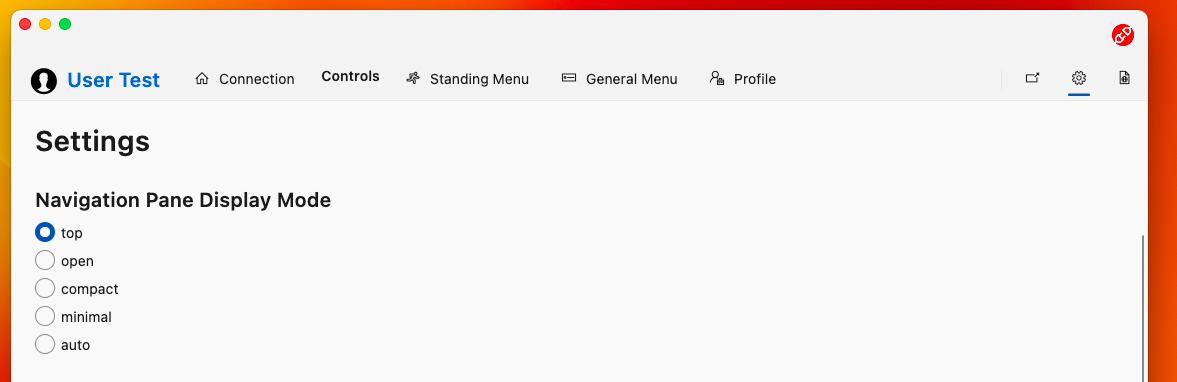 User Test Connection Controls Standing Menu General Menu Profile
Settings
Navigation Pane Display Mode
top
open
compact
minimal
auto